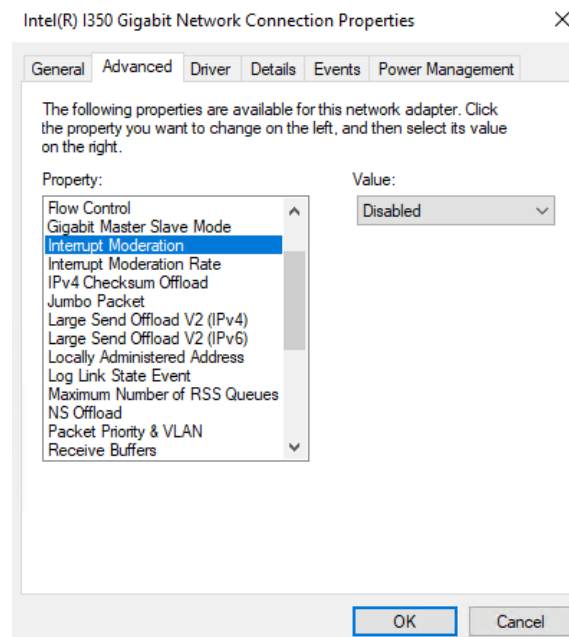 Intel(R) I350 Gigabit Network Connection Properties
General Advanced Driver Details Events Power Management
The following properties are available for this network adapter. Click
the property you want to change on the left, and then select its value
on the right.
Property:
Value:
Flow Control
Gigabit Master Slave Mode
Interrupt Moderation
Interrupt Moderation Rate
IPv4 Checksum Offload
Jumbo Packet
Large Send Offload V2 (IPv4)
Large Send Offload V2 (IPv6)
Locally Administered Address
Log Link State Event
Maximum Number of RSS Queues
NS Offload
Packet Priority & VLAN
Receive Buffers
Disabled
OK
Cancel